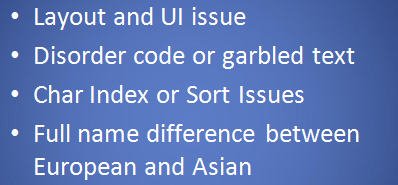 • Layout and UI issue
• Disorder code or garbled text
• Char Index or Sort Issues
• Full name difference between
European and Asian